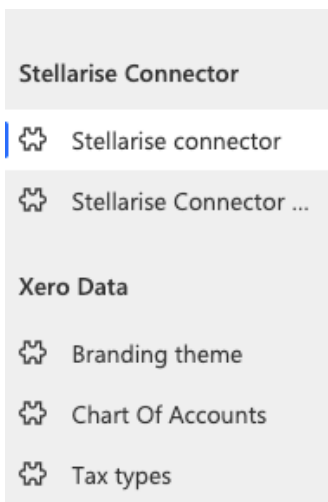 Stellarise Connector
Stellarise connector
Stellarise Connector ...
Xero Data
Branding theme
Chart Of Accounts
Tax types